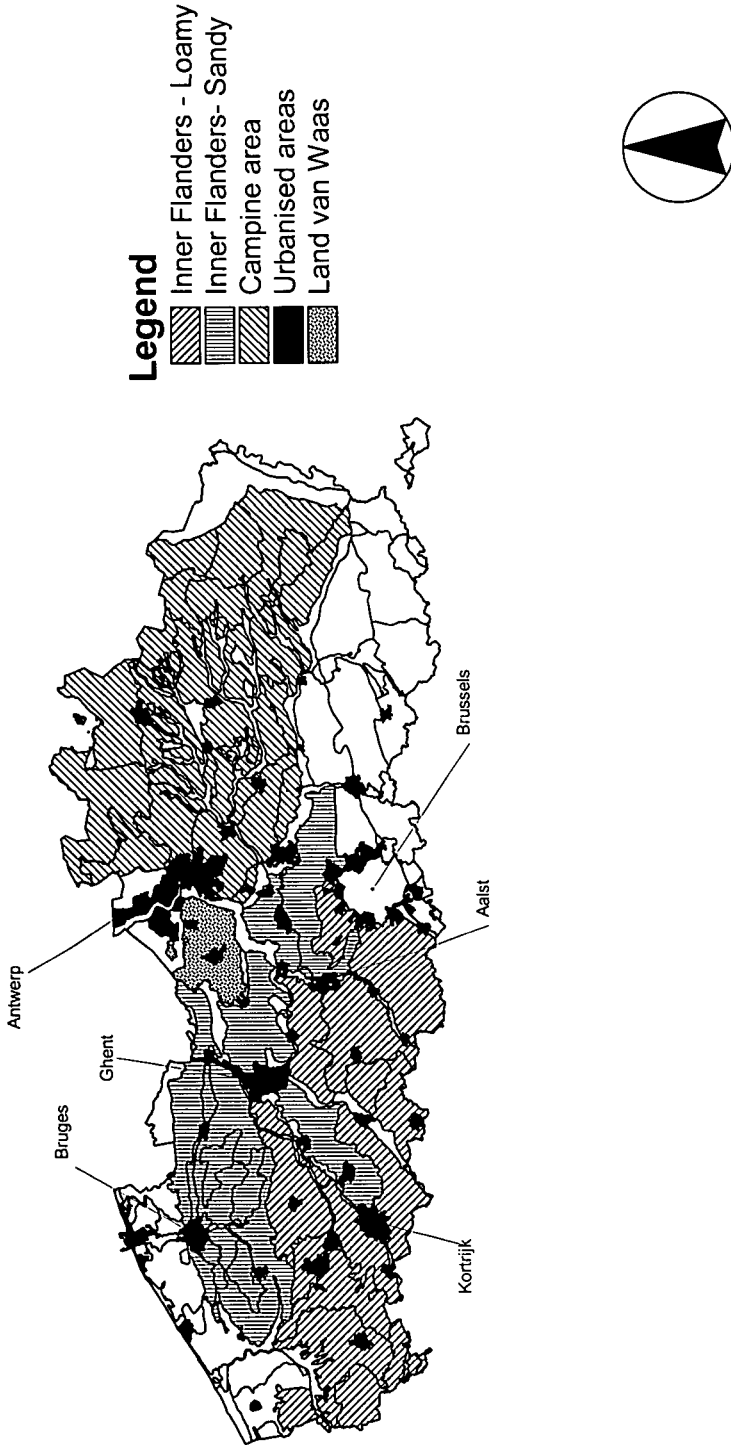 Legend
Inner Flanders - Loamy
Inner Flanders- Sandy
Campine area
Urbanised areas
Land van Waas
Antwerp
Ghent
Bruges
Brussels
Aalst
Kortrijk